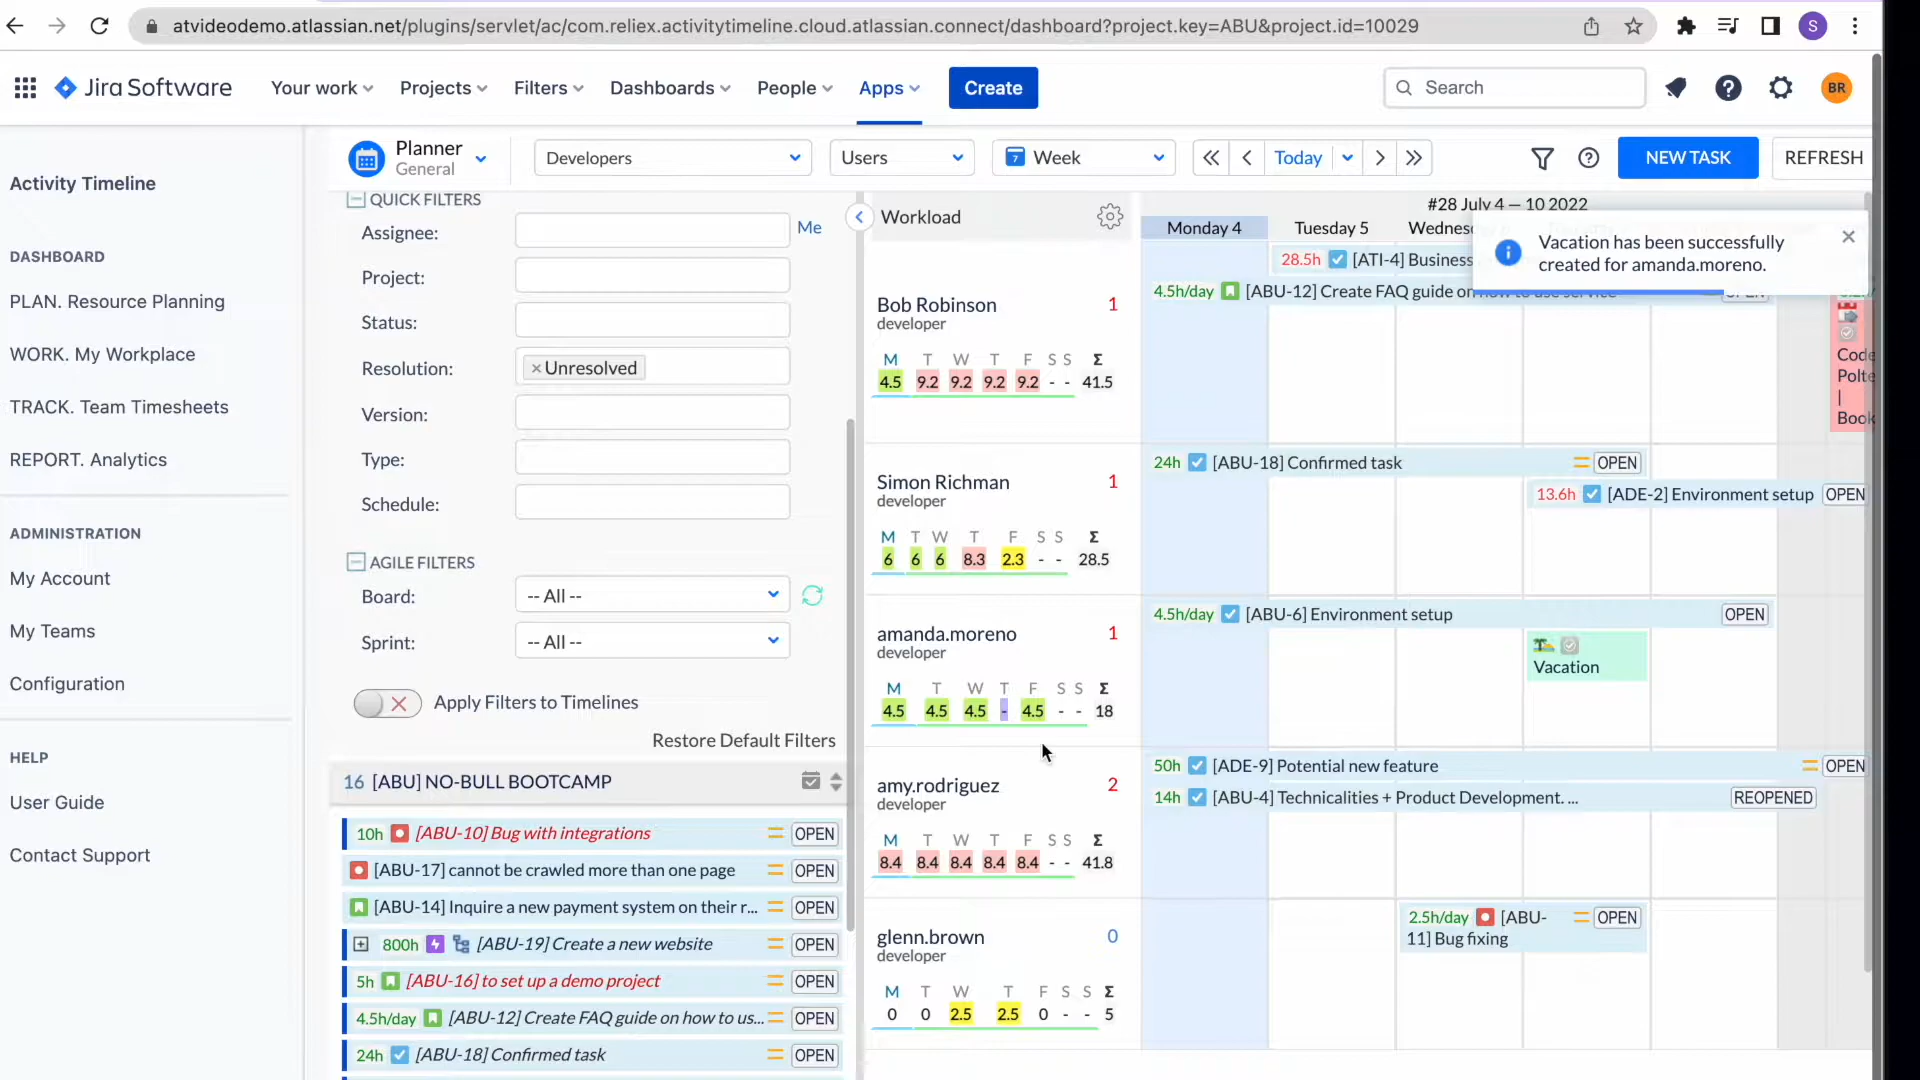 atvideodemo.atlassian.net/plugins/servlet/ac/com.reliex.activitytimeline.cloud.atlassian.connect/dashboard?project.key=ABU&project.id=10029
S
Jira Software
Your work
Projects
Filters
Dashboards
People
Apps
Create
Search
BR
Activity Timeline
DASHBOARD
PLAN. Resource Planning
WORK. My Workplace
TRACK. Team Timesheets
REPORT. Analytics
ADMINISTRATION
My Account
My Teams
Configuration
HELP
User Guide
Contact Support
Planner
General
Developers
Users
7 Week
Today
NEW TASK
REFRESH
QUICK FILTERS
Assignee:
Me
Project:
Status:
Resolution:
×Unresolved
Version:
Type:
Schedule:
AGILE FILTERS
Board:
-- All --
Sprint:
-- All --
Apply Filters to Timelines
Restore Default Filters
16 [ABU] NO-BULL BOOTCAMP
10h [ABU-10] Bug with integrations OPEN
[ABU-17] cannot be crawled more than one page OPEN
[ABU-14] Inquire a new payment system on their r... OPEN
800h [ABU-19] Create a new website OPEN
5h [ABU-16] to set up a demo project OPEN
4.5h/day [ABU-12] Create FAQ guide on how to us... OPEN
24h [ABU-18] Confirmed task OPEN
Workload
#28 July 4 — 10 2022
Monday 4
Tuesday 5
Wednes
Vacation has been successfully
created for amanda.moreno.
28.5h [ATI-4] Business
4.5h/day [ABU-12] Create FAQ guide on how to use service OPEN
Bob Robinson 1
developer
M T W T F S S Σ
4.5 9.2 9.2 9.2 9.2 - - 41.5
Code
Polte
|
Book
Simon Richman 1
developer
M T W T F S S Σ
6 6 6 8.3 2.3 - - 28.5
24h [ABU-18] Confirmed task OPEN
13.6h [ADE-2] Environment setup OPEN
amanda.moreno 1
developer
M T W T F S S Σ
4.5 4.5 4.5 - 4.5 - - 18
4.5h/day [ABU-6] Environment setup OPEN
Vacation
amy.rodriguez 2
developer
M T W T F S S Σ
8.4 8.4 8.4 8.4 8.4 - - 41.8
50h [ADE-9] Potential new feature OPEN
14h [ABU-4] Technicalities + Product Development. ... REOPENED
glenn.brown 0
developer
M T W T F S S Σ
0 0 2.5 2.5 0 - - 5
2.5h/day [ABU- OPEN
11] Bug fixing